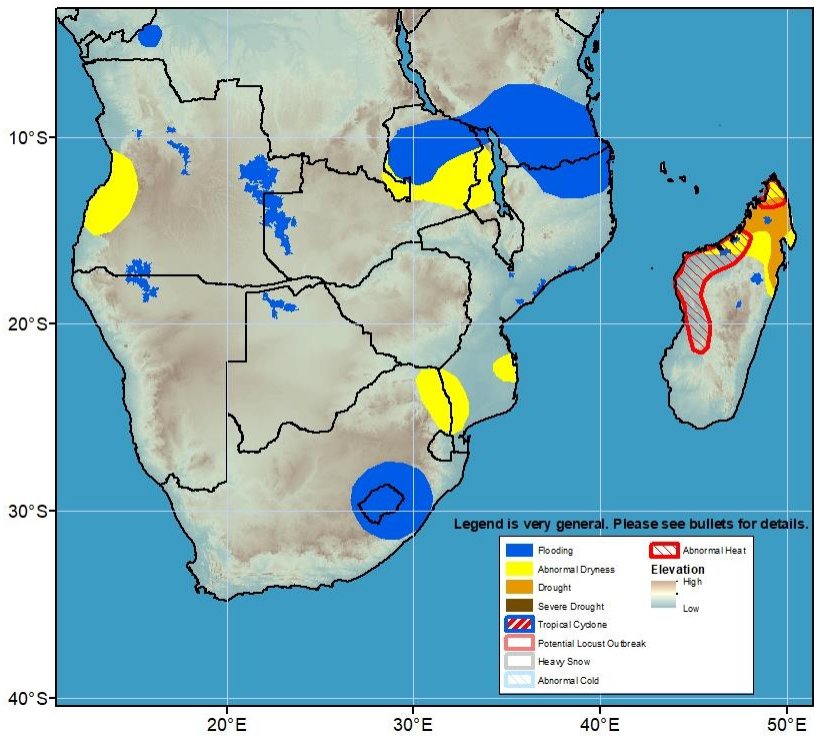 10°S
20°S
30°S
40°S
Legend is very general. Please see bullets for details.
Flooding
Abnormal Dryness
Drought
Severe Drought
Tropical Cyclone
Potential Locust Outbreak
Heavy Snow
Abnormal Cold
Abnormal Heat
Elevation
High
Low
20°E
30°E
40°E
50°E